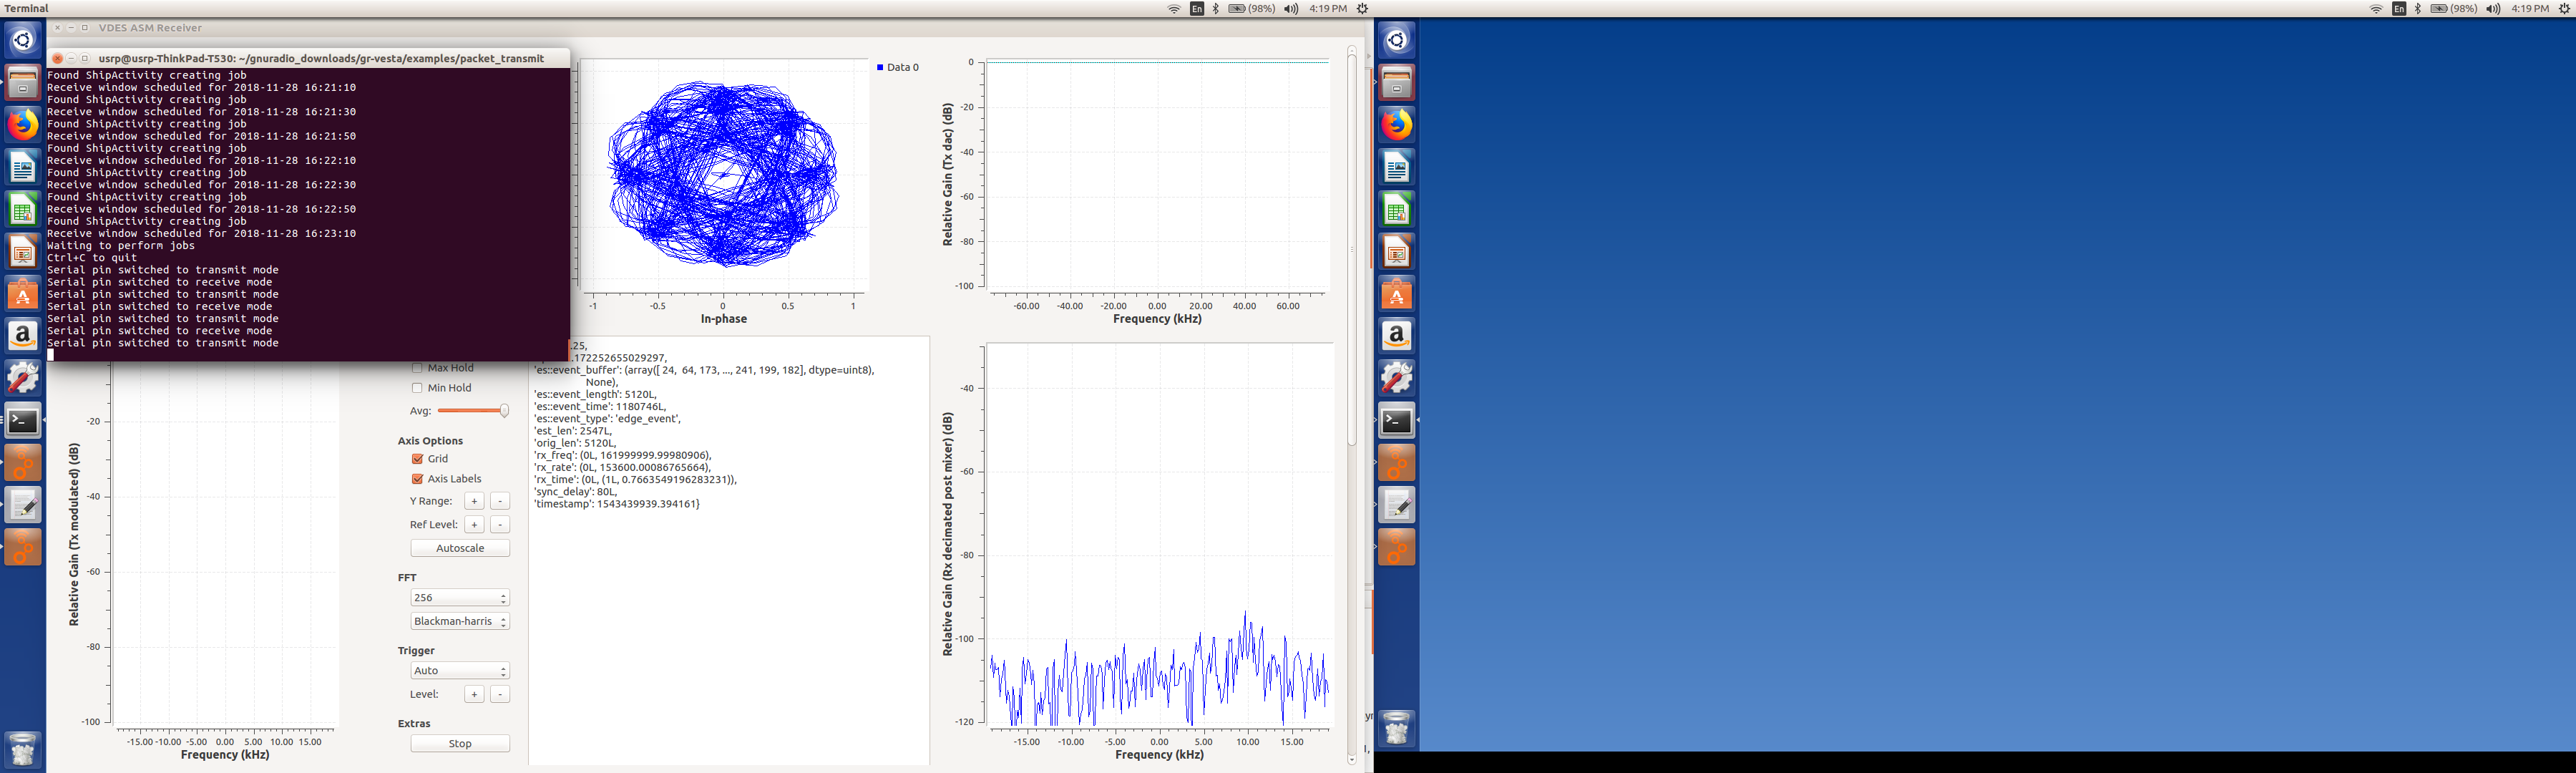 Terminal
En
(98%)
4:19 PM
En
(98%)
4:19 PM
VDES ASM Receiver
usrp@usrp-ThinkPad-T530: ~/gnuradio_downloads/gr-vesta/examples/packet_transmit
Found ShipActivity creating job
Receive window scheduled for 2018-11-28 16:21:10
Found ShipActivity creating job
Receive window scheduled for 2018-11-28 16:21:30
Found ShipActivity creating job
Receive window scheduled for 2018-11-28 16:21:50
Found ShipActivity creating job
Receive window scheduled for 2018-11-28 16:22:10
Found ShipActivity creating job
Receive window scheduled for 2018-11-28 16:22:30
Found ShipActivity creating job
Receive window scheduled for 2018-11-28 16:22:50
Found ShipActivity creating job
Receive window scheduled for 2018-11-28 16:23:10
Waiting to perform jobs
Ctrl+C to quit
Serial pin switched to transmit mode
Serial pin switched to receive mode
Serial pin switched to transmit mode
Serial pin switched to receive mode
Serial pin switched to transmit mode
Serial pin switched to receive mode
Serial pin switched to transmit mode
Data 0
-1
-0.5
0
0.5
1
In-phase
Relative Gain (Tx dac) (dB)
0
-20
-40
-60
-80
-100
-60.00
-40.00
-20.00
0.00
20.00
40.00
60.00
Frequency (kHz)
Relative Gain (Tx modulated) (dB)
-20
-40
-60
-80
-100
-15.00
-10.00
-5.00
0.00
5.00
10.00
15.00
Frequency (kHz)
Max Hold
Min Hold
Avg:
Axis Options
Grid
Axis Labels
Y Range:
+
-
Ref Level:
+
-
Autoscale
FFT
256
Blackman-harris
Trigger
Auto
Level:
+
-
Extras
Stop
.25,
.172252655029297,
'es::event_buffer': (array([ 24, 64, 173, ..., 241, 199, 182], dtype=uint8),
None),
'es::event_length': 5120L,
'es::event_time': 1180746L,
'es::event_type': 'edge_event',
'est_len': 2547L,
'orig_len': 5120L,
'rx_freq': (0L, 161999999.99980906),
'rx_rate': (0L, 153600.00086765664),
'rx_time': (0L, (1L, 0.7663549196283231)),
'sync_delay': 80L,
'timestamp': 1543439939.394161}
Relative Gain (Rx decimated post mixer) (dB)
-40
-60
-80
-100
-120
-15.00
-10.00
-5.00
0.00
5.00
10.00
15.00
Frequency (kHz)